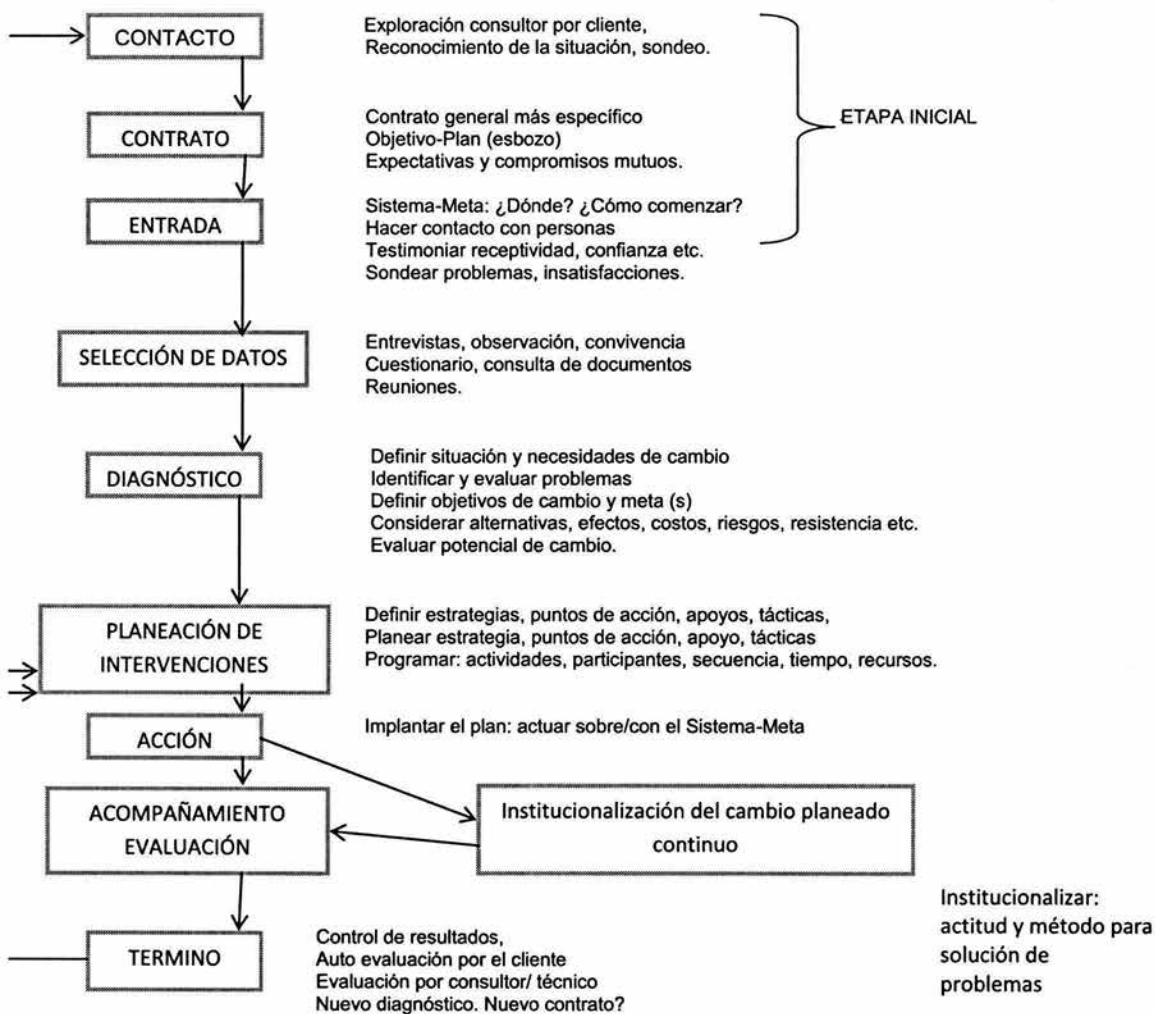 CONTACTO
Exploración consultor por cliente,
Reconocimiento de la situación, sondeo.
ETAPA INICIAL
CONTRATO
Contrato general más específico
Objetivo-Plan (esbozo)
Expectativas y compromisos mutuos.
ENTRADA
Sistema-Meta: ¿Dónde? ¿Cómo comenzar?
Hacer contacto con personas
Testimoniar receptividad, confianza etc.
Sondear problemas, insatisfacciones.
SELECCIÓN DE DATOS
Entrevistas, observación, convivencia
Cuestionario, consulta de documentos
Reuniones.
DIAGNÓSTICO
Definir situación y necesidades de cambio
Identificar y evaluar problemas
Definir objetivos de cambio y meta (s)
Considerar alternativas, efectos, costos, riesgos, resistencia etc.
Evaluar potencial de cambio.
PLANEACIÓN DE
INTERVENCIONES
Definir estrategias, puntos de acción, apoyos, tácticas,
Planear estrategia, puntos de acción, apoyo, tácticas
Programar: actividades, participantes, secuencia, tiempo, recursos.
ACCIÓN
Implantar el plan: actuar sobre/con el Sistema-Meta
ACOMPAÑAMIENTO
EVALUACIÓN
Institucionalización del cambio planeado
continuo
Institucionalizar:
actitud y método para
solución de
problemas
TERMINO
Control de resultados,
Auto evaluación por el cliente
Evaluación por consultor/ técnico
Nuevo diagnóstico. Nuevo contrato?